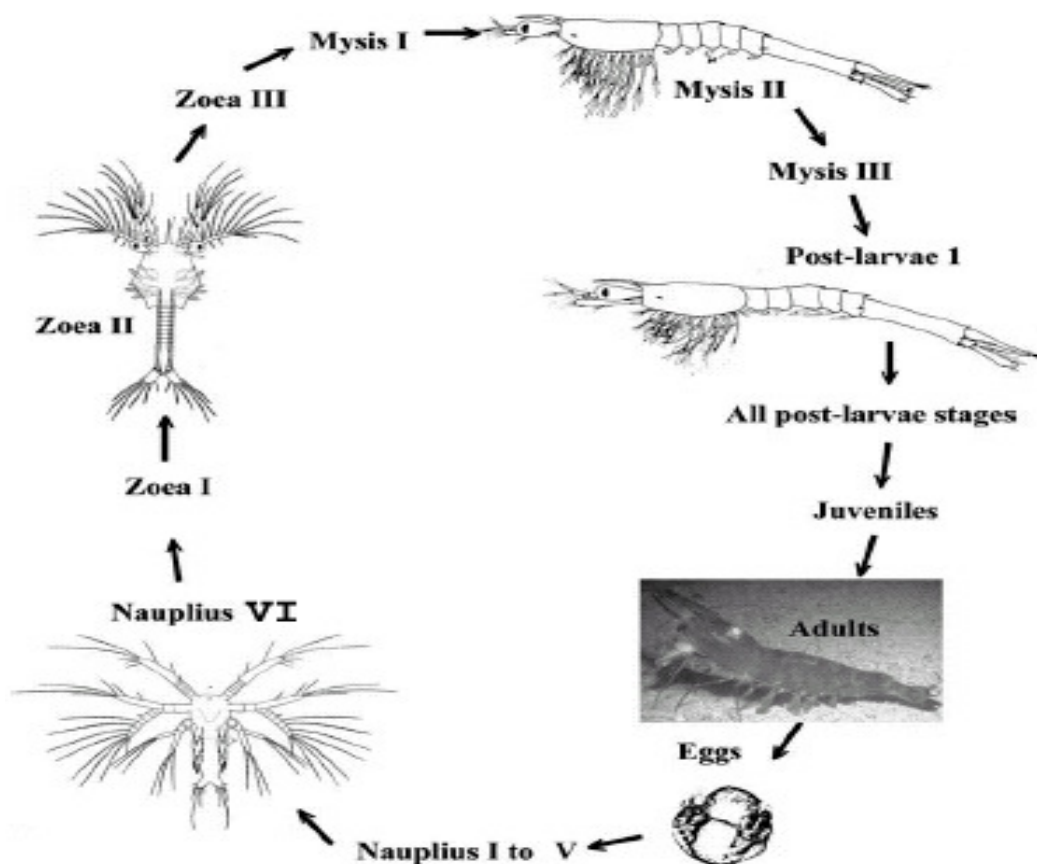 Mysis I
Zoea III
Mysis II
Mysis III
Post-larvae 1
Zoea II
All post-larvae stages
Zoea I
Juveniles
Nauplius VI
Adults
Eggs
Nauplius I to V